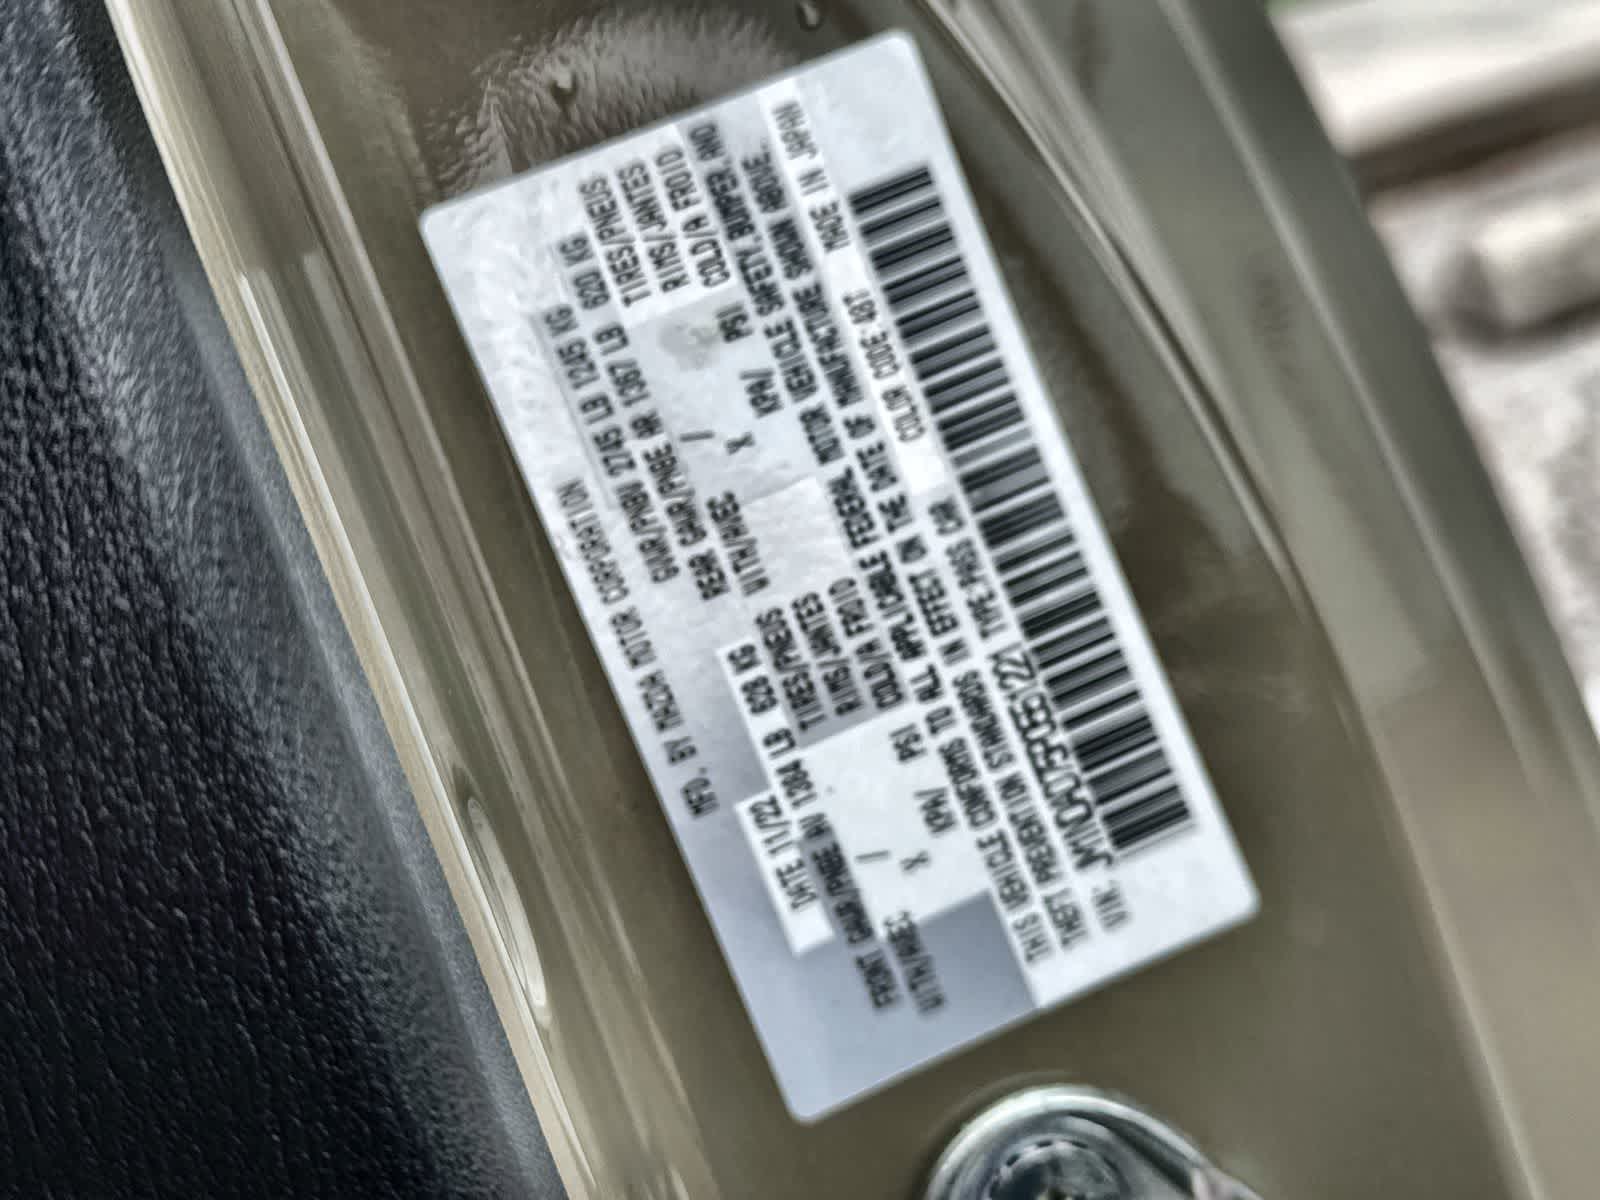 MFD. BY MAZDA MOTOR CORPORATION
DATE 11/22 GVWR/PNBV 2745 LB 1245 KG
FRONT GAWR/PNBE AV 1384 LB 628 KG REAR GAWR/PNBE AR 1367 LB 620 KG
WITH/AVEC: / TIRES/PNEUS WITH/AVEC: / TIRES/PNEUS
X RIMS/JANTES X RIMS/JANTES
KPA/ PSI COLD/A FROID KPA/ PSI COLD/A FROID
THIS VEHICLE CONFORMS TO ALL APPLICABLE FEDERAL MOTOR VEHICLE SAFETY, BUMPER, AND
THEFT PREVENTION STANDARDS IN EFFECT ON THE DATE OF MANUFACTURE SHOWN ABOVE.
VIN: TYPE:PASS CAR COLOR CODE: MADE IN JAPAN